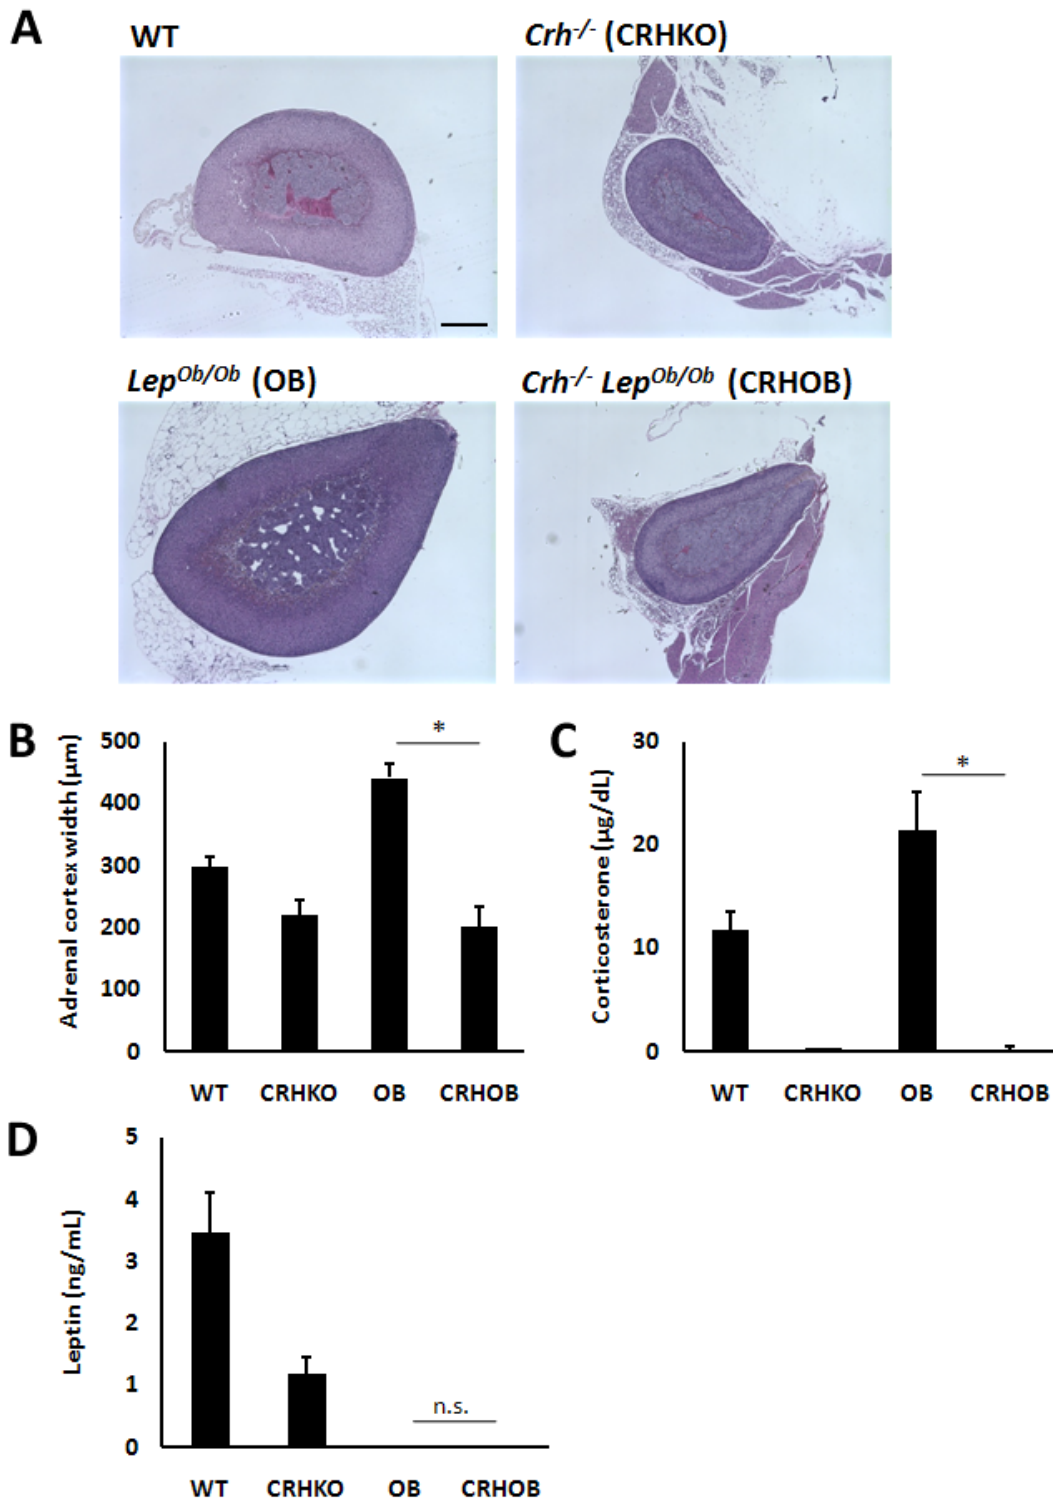 A
WT
Crh-/- (CRHKO)
LepOb/Ob (OB)
Crh-/- LepOb/Ob (CRHOB)
B
Adrenal cortex width (µm)
500
400
300
200
100
0
*
WT CRHKO OB CRHOB
C
Corticosterone (µg/dL)
30
20
10
0
*
WT CRHKO OB CRHOB
D
Leptin (ng/mL)
5
4
3
2
1
0
n.s.
WT CRHKO OB CRHOB